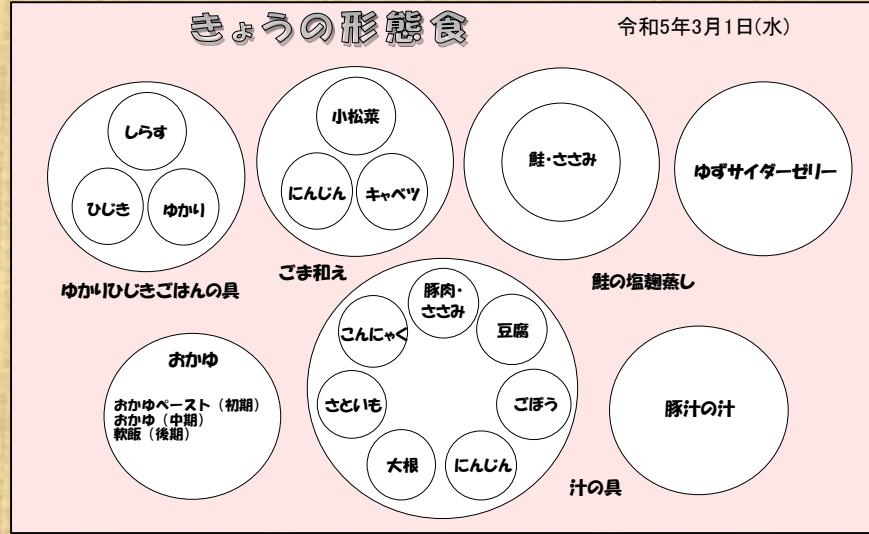 きょうの形態食
令和5年3月1日(水)
しらす
ひじき
ゆかり
ゆかりひじきごはんの具
小松菜
にんじん
キャベツ
ごま和え
鮭・ささみ
鮭の塩麹蒸し
ゆずサイダーゼリー
おかゆ
おかゆペースト（初期）
おかゆ（中期）
軟飯（後期）
豚肉・
ささみ
こんにゃく
豆腐
さといも
ごぼう
大根
にんじん
汁の具
豚汁の汁